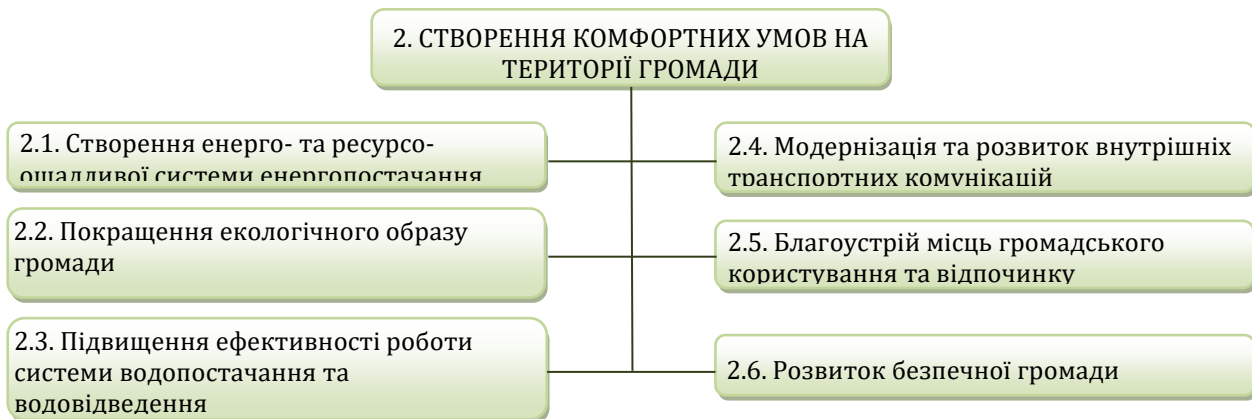 2. СТВОРЕННЯ КОМФОРТНИХ УМОВ НА
ТЕРИТОРІЇ ГРОМАДИ
2.1. Створення енерго- та ресурсо-
ощадливої системи енергопостачання
2.2. Покращення екологічного образу
громади
2.3. Підвищення ефективності роботи
системи водопостачання та
водовідведення
2.4. Модернізація та розвиток внутрішніх
транспортних комунікацій
2.5. Благоустрій місць громадського
користування та відпочинку
2.6. Розвиток безпечної громади